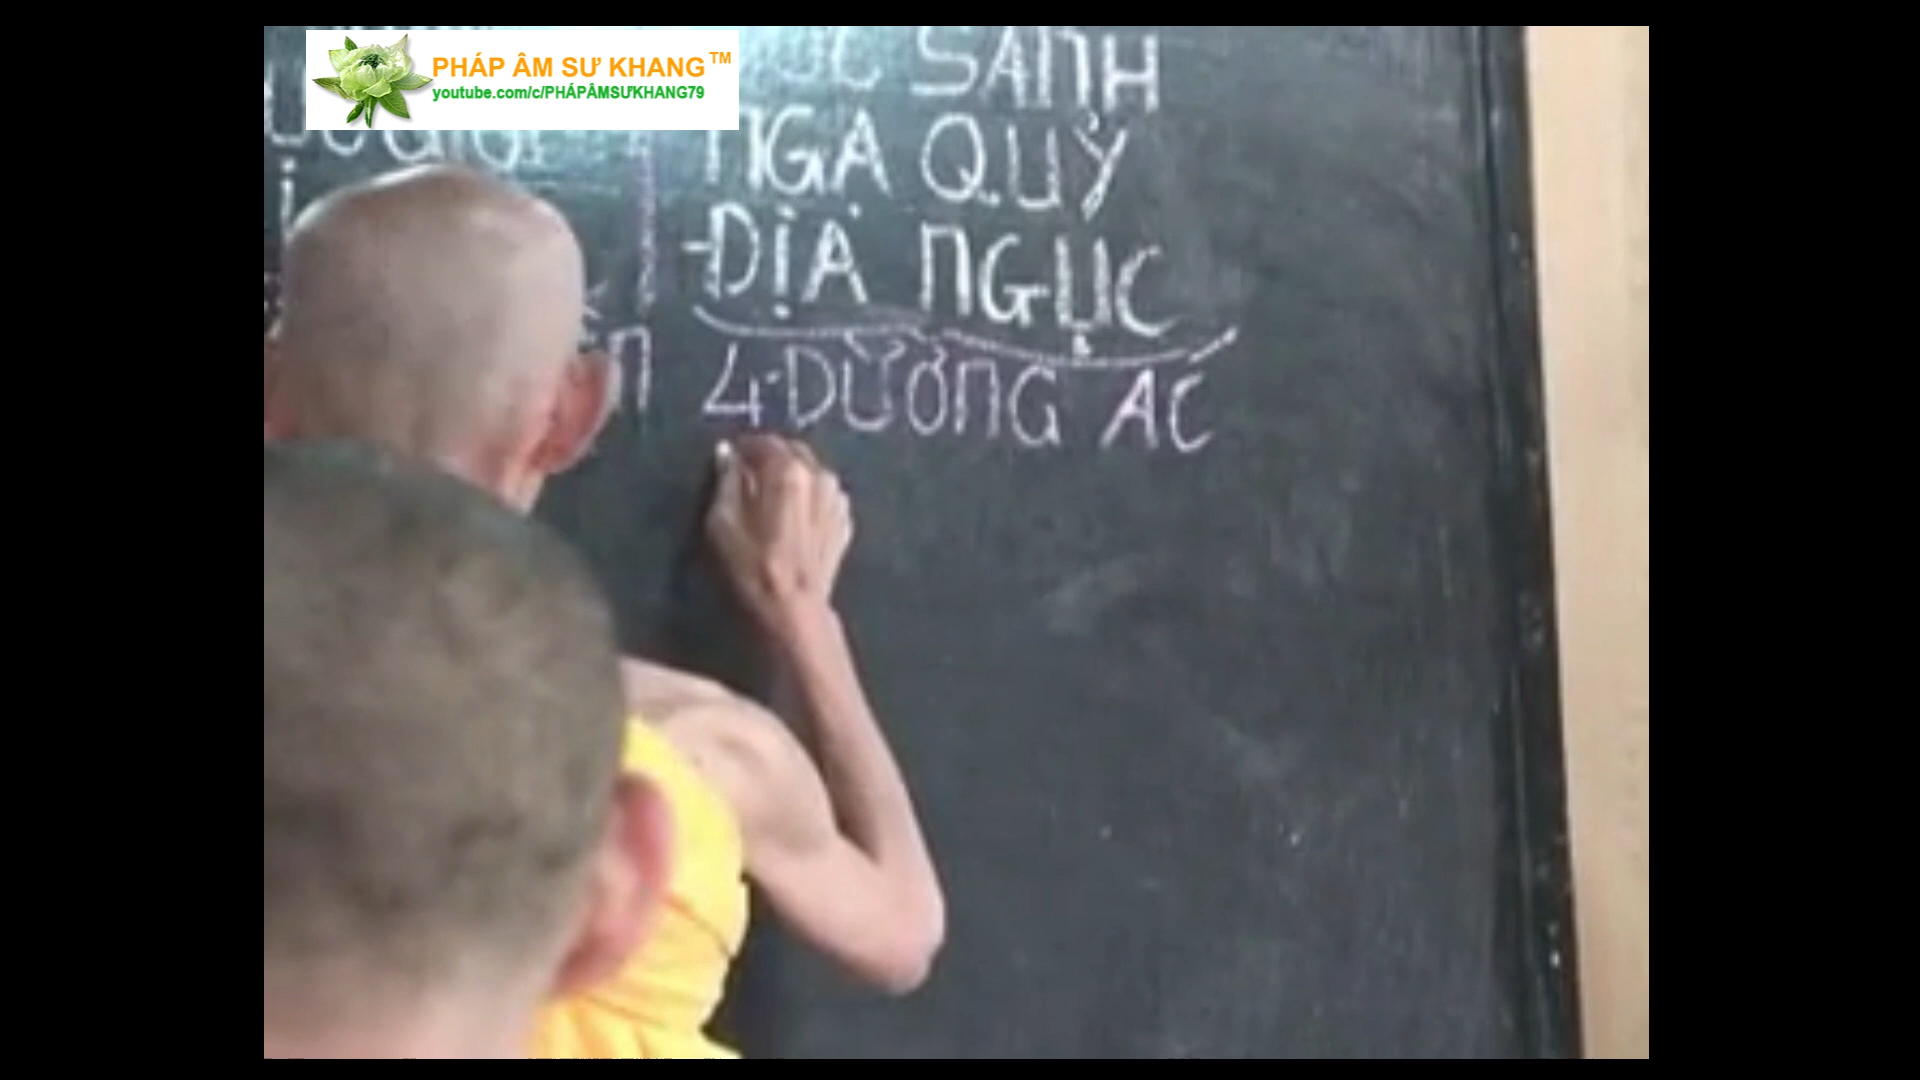 PHÁP ÂM SƯ KHANG™
youtube.com/c/PHÁPÂMSƯKHANG79
SANH
NGẠ QUỶ
-ĐỊA NGỤC
4-ĐƯỜNG ÁC